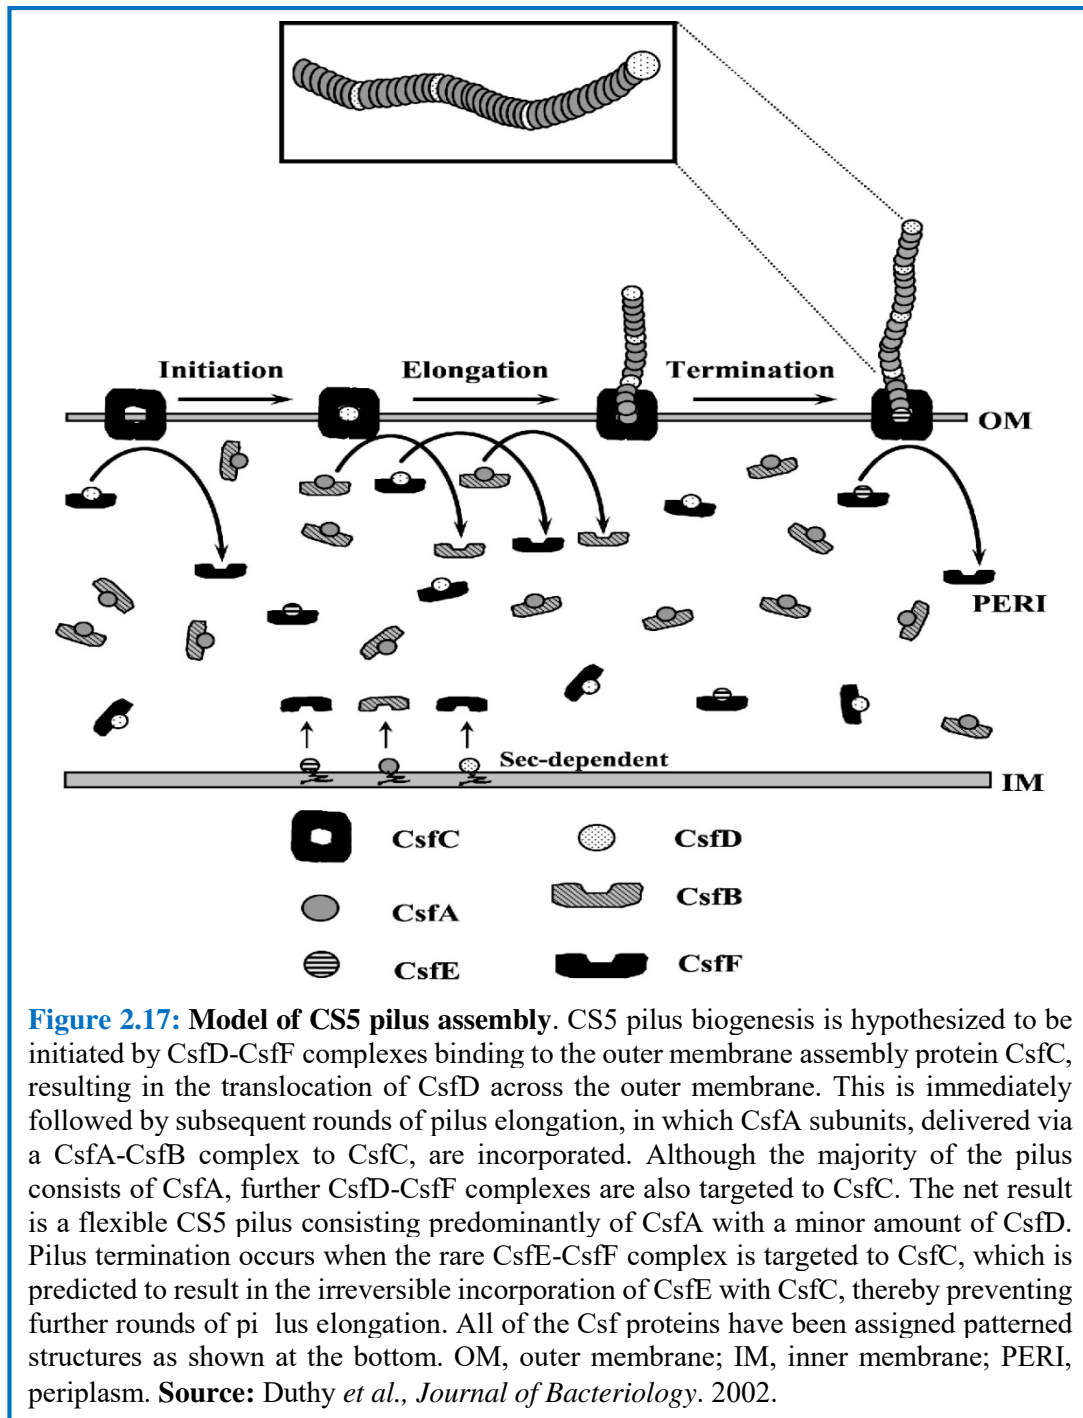 Initiation
Elongation
Termination
OM
PERI
Sec-dependent
IM
CsfC
CsfD
CsfA
CsfB
CsfE
CsfF
Figure 2.17: Model of CS5 pilus assembly. CS5 pilus biogenesis is hypothesized to be
initiated by CsfD-CsfF complexes binding to the outer membrane assembly protein CsfC,
resulting in the translocation of CsfD across the outer membrane. This is immediately
followed by subsequent rounds of pilus elongation, in which CsfA subunits, delivered via
a CsfA-CsfB complex to CsfC, are incorporated. Although the majority of the pilus
consists of CsfA, further CsfD-CsfF complexes are also targeted to CsfC. The net result
is a flexible CS5 pilus consisting predominantly of CsfA with a minor amount of CsfD.
Pilus termination occurs when the rare CsfE-CsfF complex is targeted to CsfC, which is
predicted to result in the irreversible incorporation of CsfE with CsfC, thereby preventing
further rounds of pi lus elongation. All of the Csf proteins have been assigned patterned
structures as shown at the bottom. OM, outer membrane; IM, inner membrane; PERI,
periplasm. Source: Duthy et al., Journal of Bacteriology. 2002.